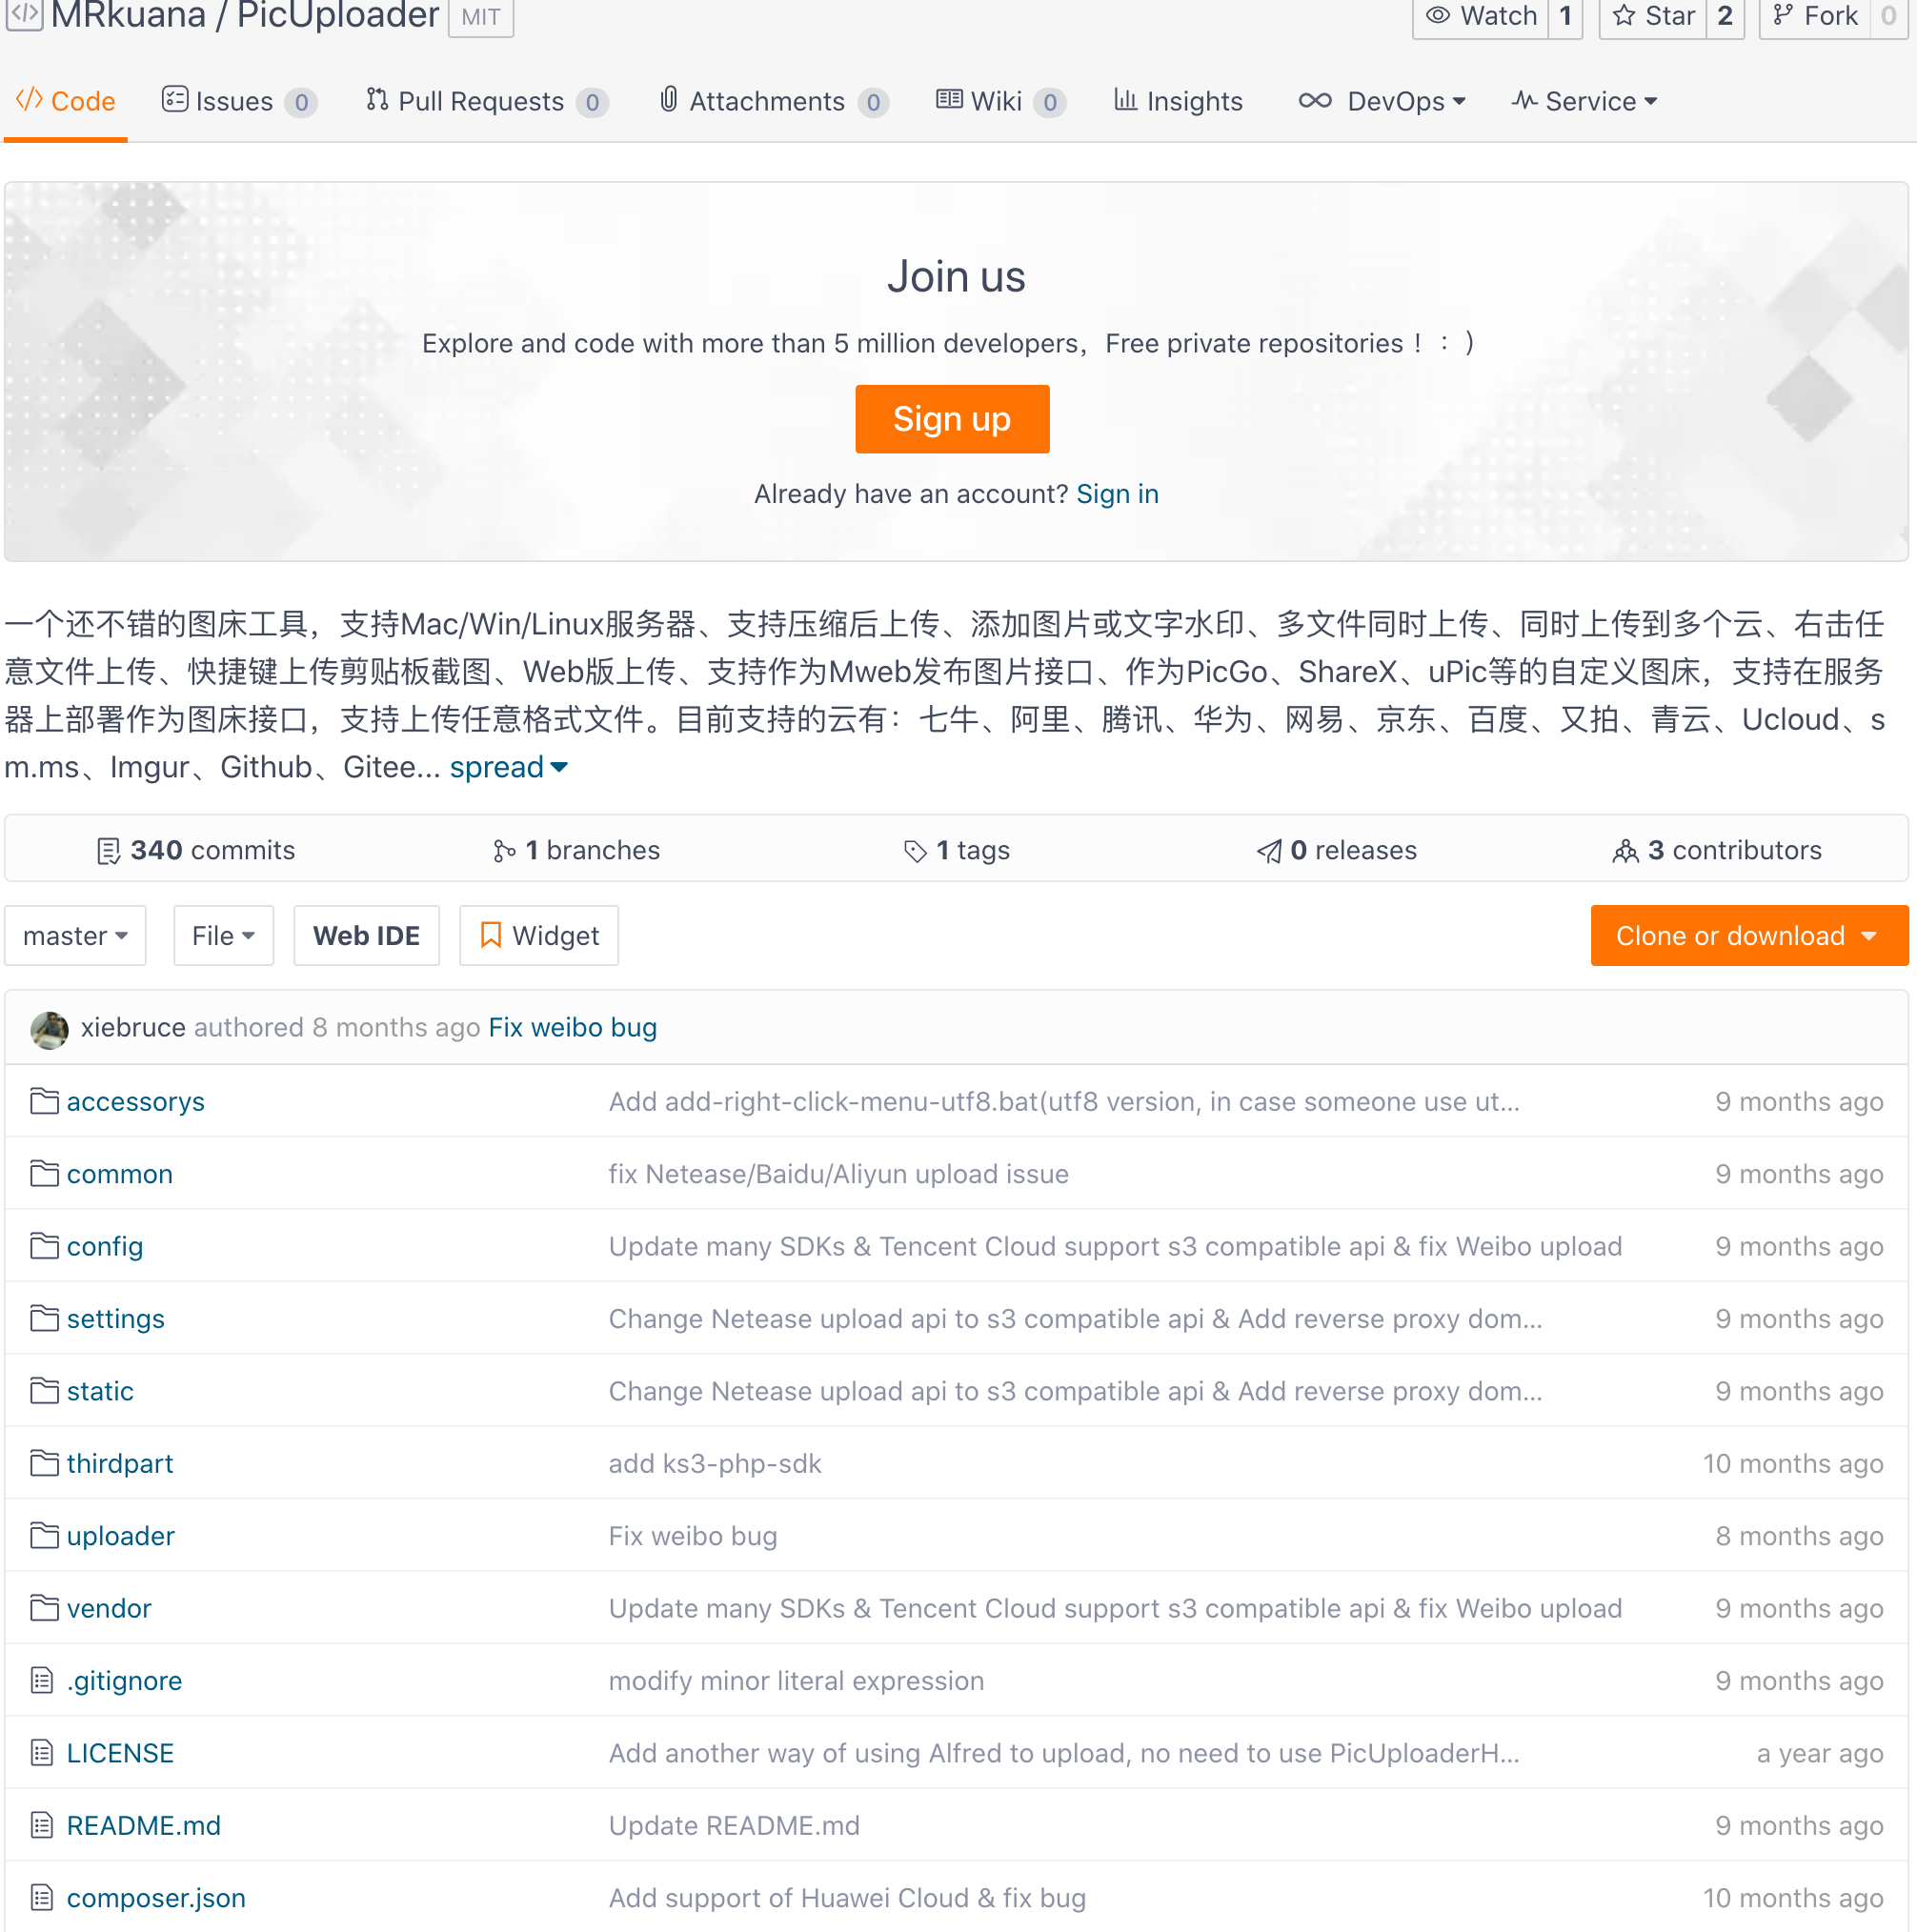 MRkuana / PicUploader MIT Watch 1 Star 2 Fork 0
Code Issues 0 Pull Requests 0 Attachments 0 Wiki 0 Insights DevOps Service
Join us
Explore and code with more than 5 million developers，Free private repositories！：)
Sign up
Already have an account? Sign in
一个还不错的图床工具，支持Mac/Win/Linux服务器、支持压缩后上传、添加图片或文字水印、多文件同时上传、同时上传到多个云、右击任
意文件上传、快捷键上传剪贴板截图、Web版上传、支持作为Mweb发布图片接口、作为PicGo、ShareX、uPic等的自定义图床，支持在服务
器上部署作为图床接口，支持上传任意格式文件。目前支持的云有：七牛、阿里、腾讯、华为、网易、京东、百度、又拍、青云、Ucloud、s
m.ms、Imgur、Github、Gitee... spread
340 commits 1 branches 1 tags 0 releases 3 contributors
master File Web IDE Widget Clone or download
xiebruce authored 8 months ago Fix weibo bug
accessorys Add add-right-click-menu-utf8.bat(utf8 version, in case someone use ut... 9 months ago
common fix Netease/Baidu/Aliyun upload issue 9 months ago
config Update many SDKs & Tencent Cloud support s3 compatible api & fix Weibo upload 9 months ago
settings Change Netease upload api to s3 compatible api & Add reverse proxy dom... 9 months ago
static Change Netease upload api to s3 compatible api & Add reverse proxy dom... 9 months ago
thirdpart add ks3-php-sdk 10 months ago
uploader Fix weibo bug 8 months ago
vendor Update many SDKs & Tencent Cloud support s3 compatible api & fix Weibo upload 9 months ago
.gitignore modify minor literal expression 9 months ago
LICENSE Add another way of using Alfred to upload, no need to use PicUploaderH... a year ago
README.md Update README.md 9 months ago
composer.json Add support of Huawei Cloud & fix bug 10 months ago